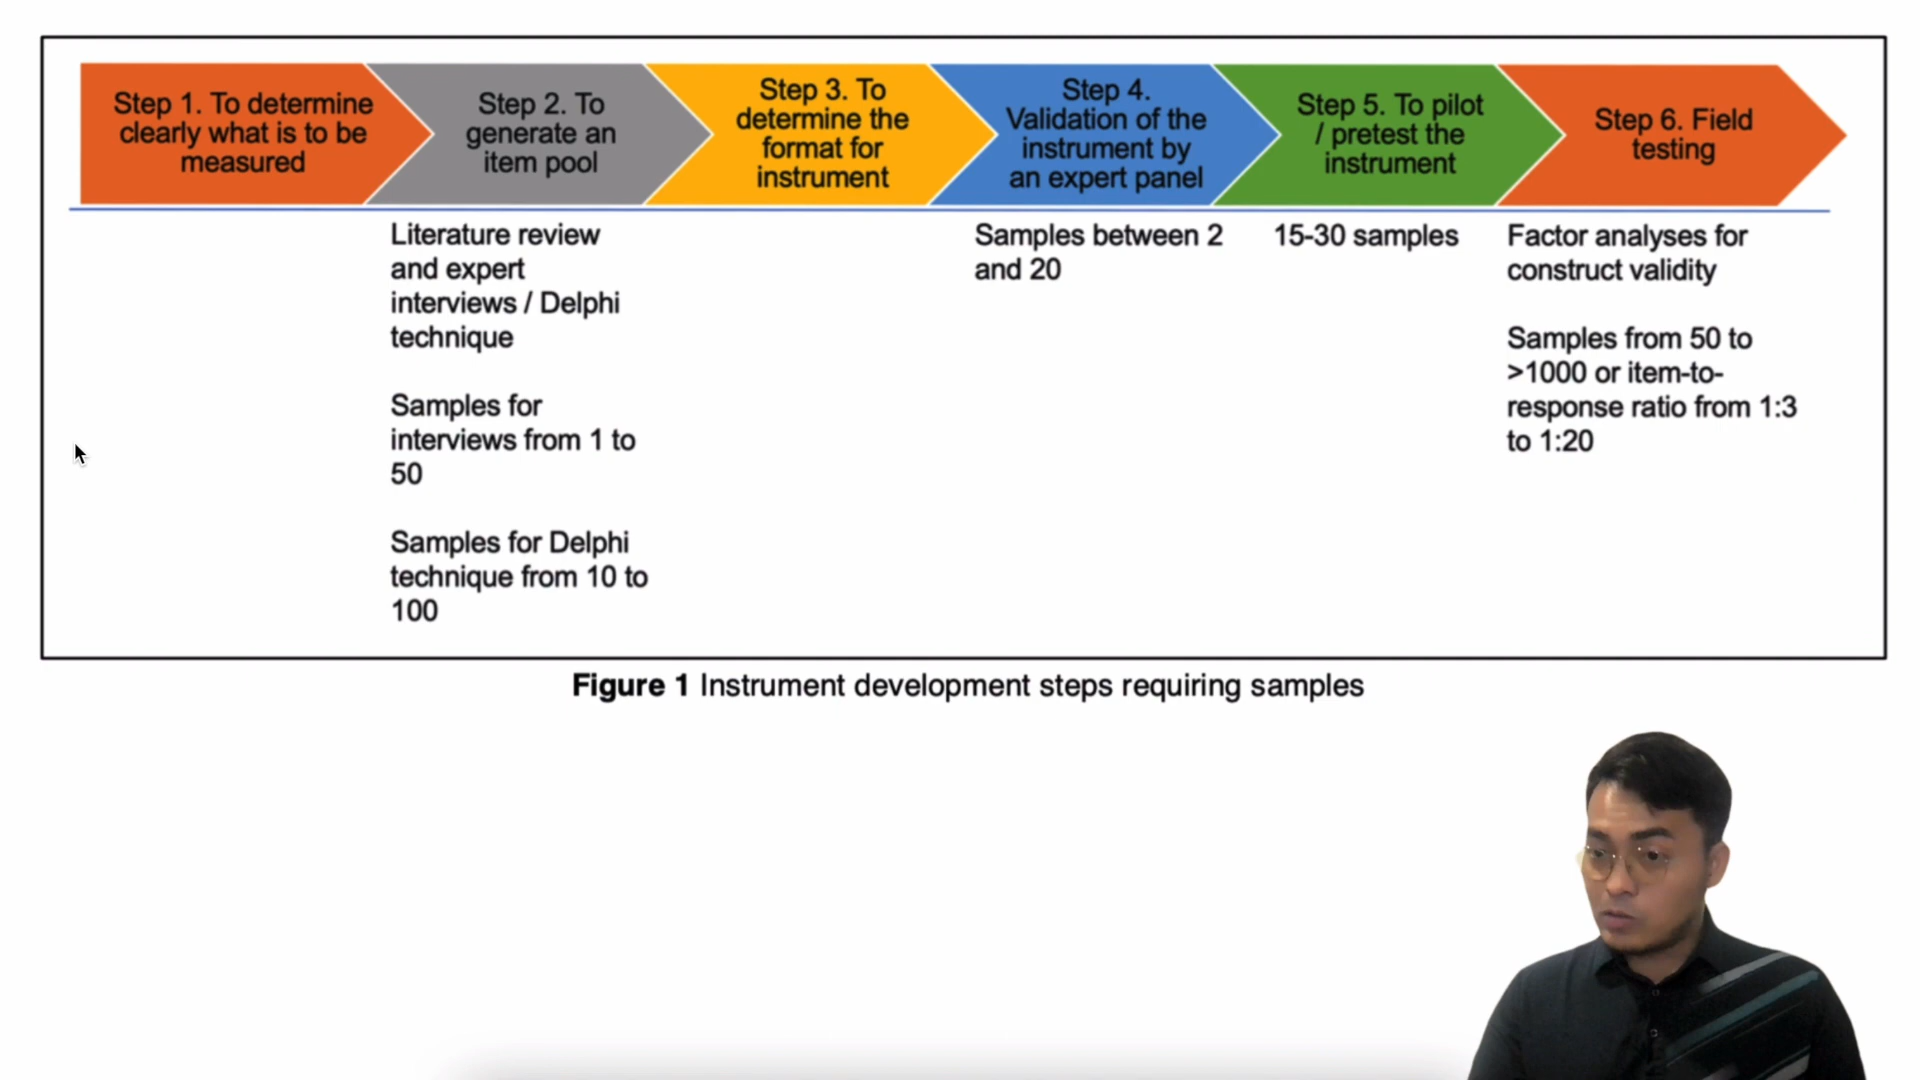 Step 1. To determine
clearly what is to be
measured
Step 2. To
generate an
item pool
Step 3. To
determine the
format for
instrument
Step 4.
Validation of the
instrument by
an expert panel
Step 5. To pilot
/ pretest the
instrument
Step 6. Field
testing
Literature review
and expert
interviews / Delphi
technique
Samples for
interviews from 1 to
50
Samples for Delphi
technique from 10 to
100
Samples between 2
and 20
15-30 samples
Factor analyses for
construct validity
Samples from 50 to
>1000 or item-to-
response ratio from 1:3
to 1:20
Figure 1 Instrument development steps requiring samples